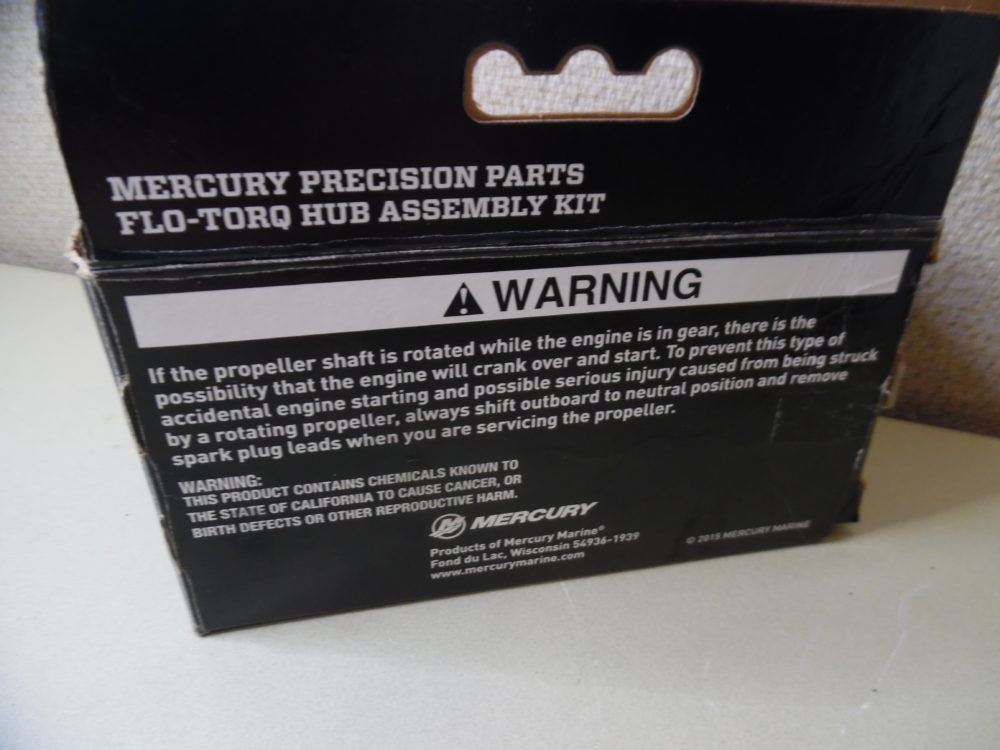 MERCURY PRECISION PARTS
FLO-TORQ HUB ASSEMBLY KIT
WARNING
If the propeller shaft is rotated while the engine is in gear, there is the
possibility that the engine will crank over and start. To prevent this type of
accidental engine starting and possible serious injury caused from being struck
by a rotating propeller, always shift outboard to neutral position and remove
spark plug leads when you are servicing the propeller.
WARNING:
THIS PRODUCT CONTAINS CHEMICALS KNOWN TO
THE STATE OF CALIFORNIA TO CAUSE CANCER, OR
BIRTH DEFECTS OR OTHER REPRODUCTIVE HARM.
MERCURY
Products of Mercury Marine®
Fond du Lac, Wisconsin 54936-1939
www.mercurymarine.com
© 2015 MERCURY MARINE